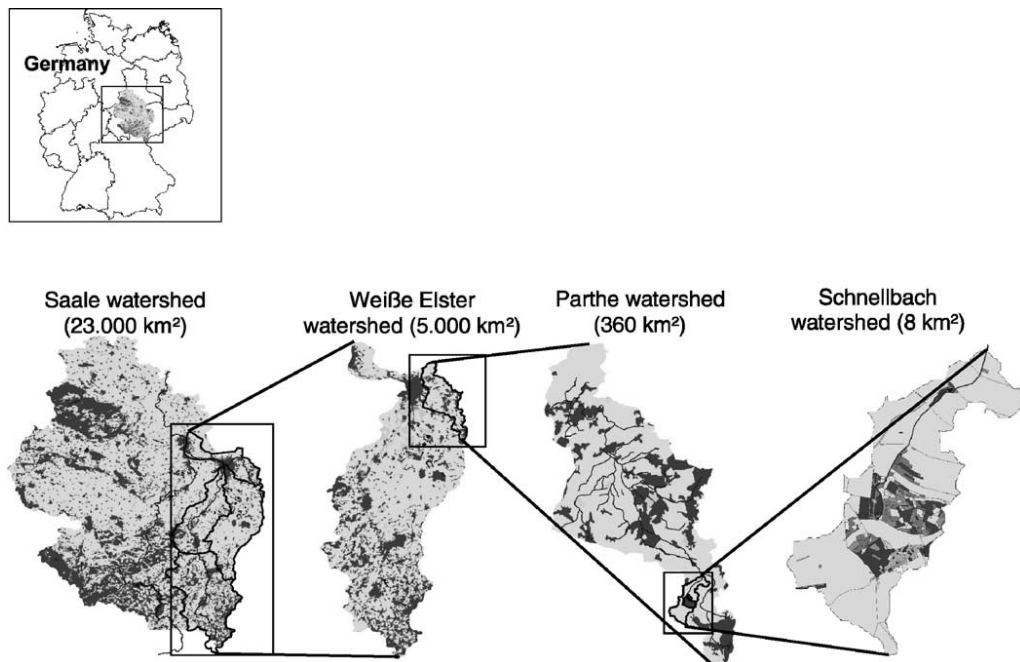 Germany
Saale watershed
(23.000 km²)
Weiße Elster
watershed (5.000 km²)
Parthe watershed
(360 km²)
Schnellbach
watershed (8 km²)